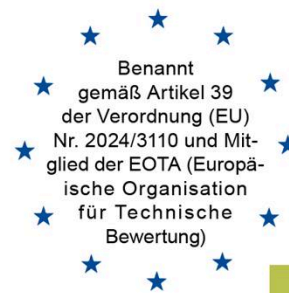 Benannt
gemäß Artikel 39
der Verordnung (EU)
Nr. 2024/3110 und Mit-
glied der EOTA (Europä-
ische Organisation
für Technische
Bewertung)